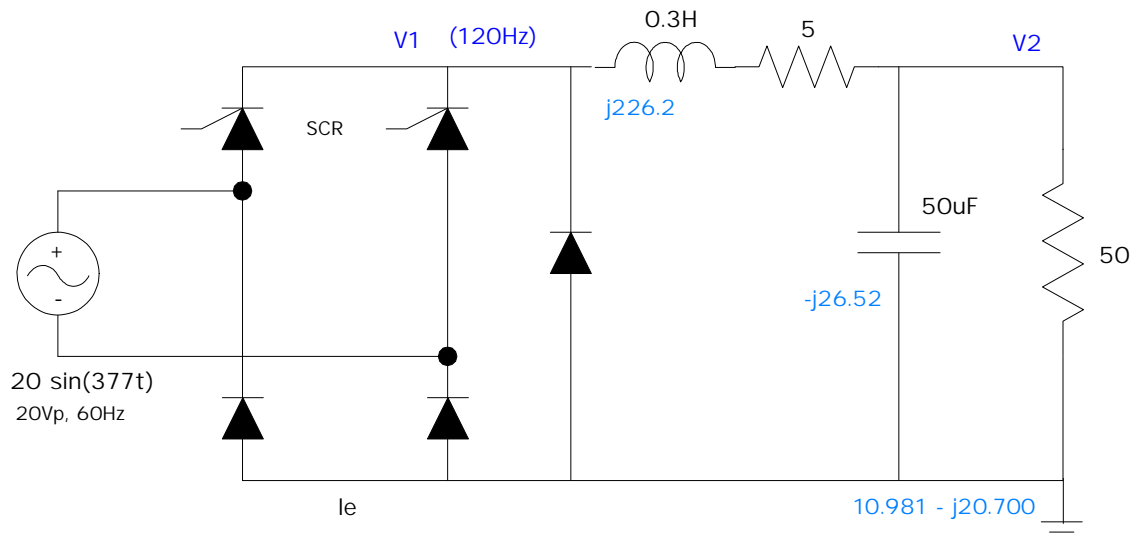 0.3H
5
V1 (120Hz)
V2
j226.2
SCR
50uF
+
-
50
-j26.52
20 sin(377t)
20Vp, 60Hz
Ie
10.981 - j20.700